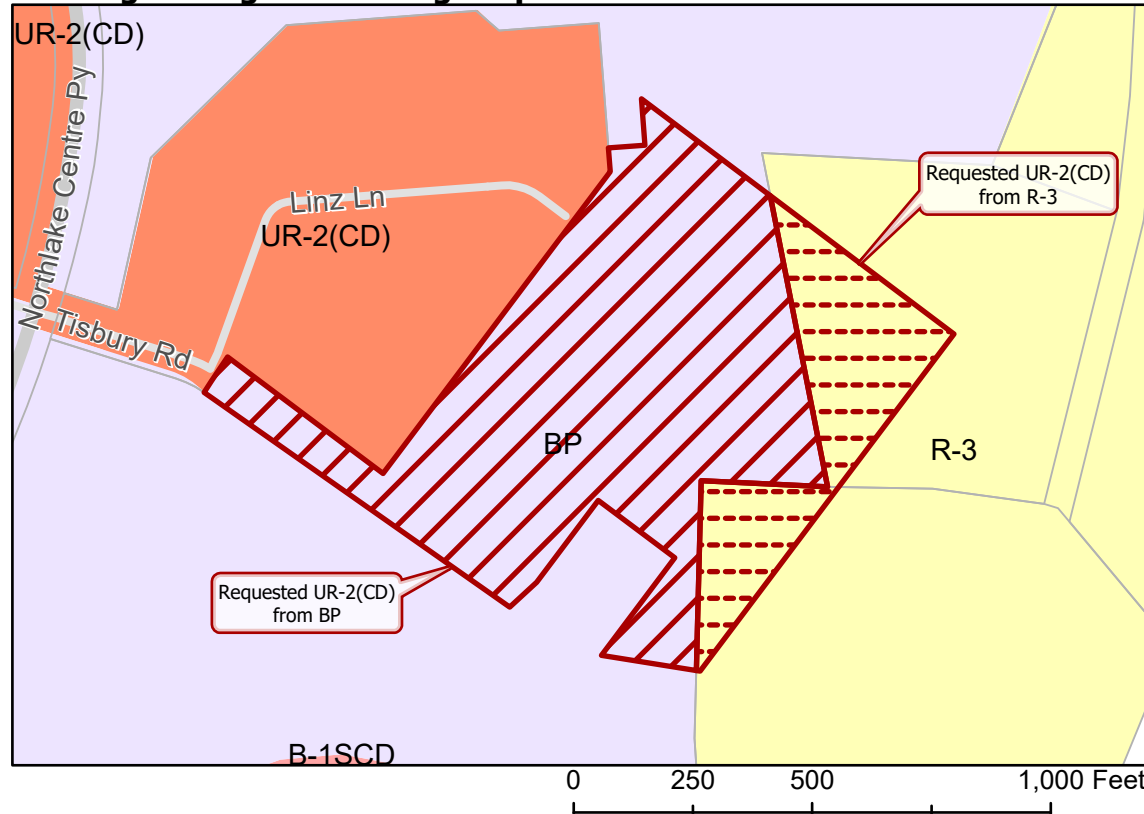 UR-2(CD)
Northlake Centre Py
Linz Ln
UR-2(CD)
Tisbury Rd
Requested UR-2(CD)
from R-3
BP
R-3
Requested UR-2(CD)
from BP
B-1SCD
0 250 500 1,000 Feet